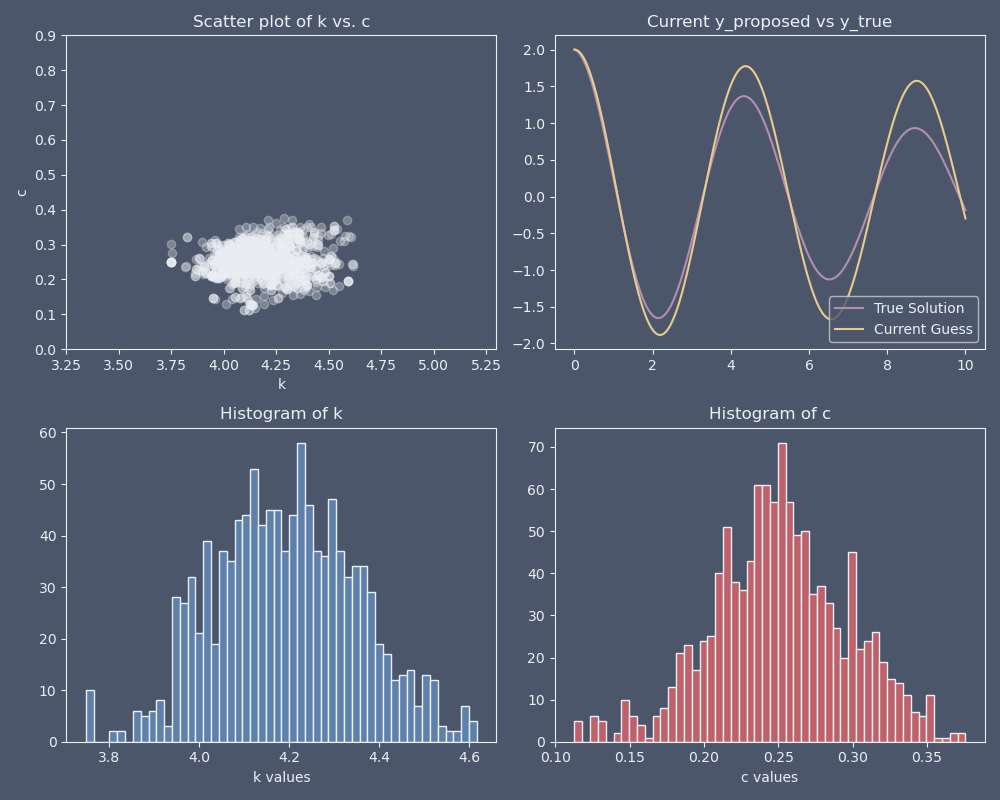 Scatter plot of k vs. c
0.9
0.8
0.7
0.6
0.5
0.4
0.3
0.2
0.1
0.0
c
3.25 3.50 3.75 4.00 4.25 4.50 4.75 5.00 5.25
k
Current y_proposed vs y_true
2.0
1.5
1.0
0.5
0.0
−0.5
−1.0
−1.5
−2.0
True Solution
Current Guess
0 2 4 6 8 10
Histogram of k
60
50
40
30
20
10
0
3.8 4.0 4.2 4.4 4.6
k values
Histogram of c
70
60
50
40
30
20
10
0
0.10 0.15 0.20 0.25 0.30 0.35
c values